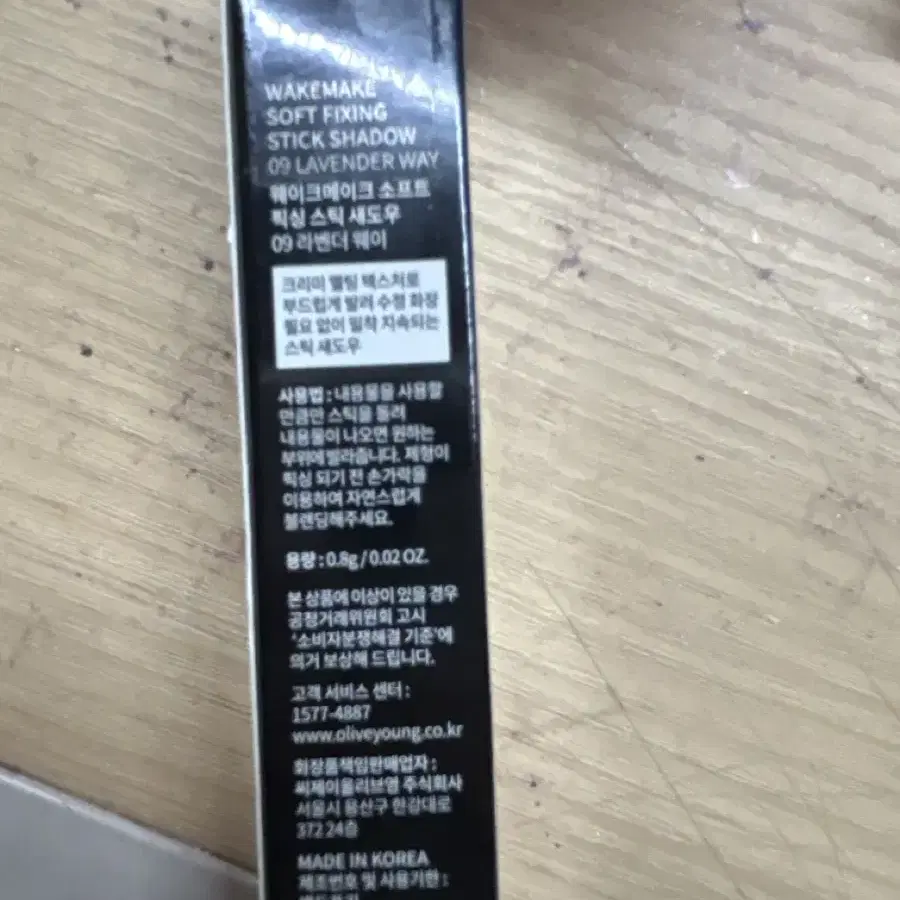 WAKEMAKE
SOFT FIXING
STICK SHADOW
09 LAVENDER WAY
웨이크메이크 소프트
픽싱 스틱 섀도우
09 라벤더 웨이
크리미 멜팅 텍스처로
부드럽게 발려 수정 화장
필요 없이 밀착 지속되는
스틱 섀도우
사용법 : 내용물을 사용할
만큼만 스틱을 돌려
내용물이 나오면 원하는
부위에 발라줍니다. 제형이
픽싱 되기 전 손가락을
이용하여 자연스럽게
블렌딩해주세요.
용량 : 0.8g / 0.02 OZ.
본 상품에 이상이 있을 경우
공정거래위원회 고시
'소비자분쟁해결 기준'에
의거 보상해 드립니다.
고객 서비스 센터 :
1577-4887
www.oliveyoung.co.kr
화장품책임판매업자 :
씨제이올리브영 주식회사
서울시 용산구 한강대로
372 24층
MADE IN KOREA
제조번호 및 사용기한 :